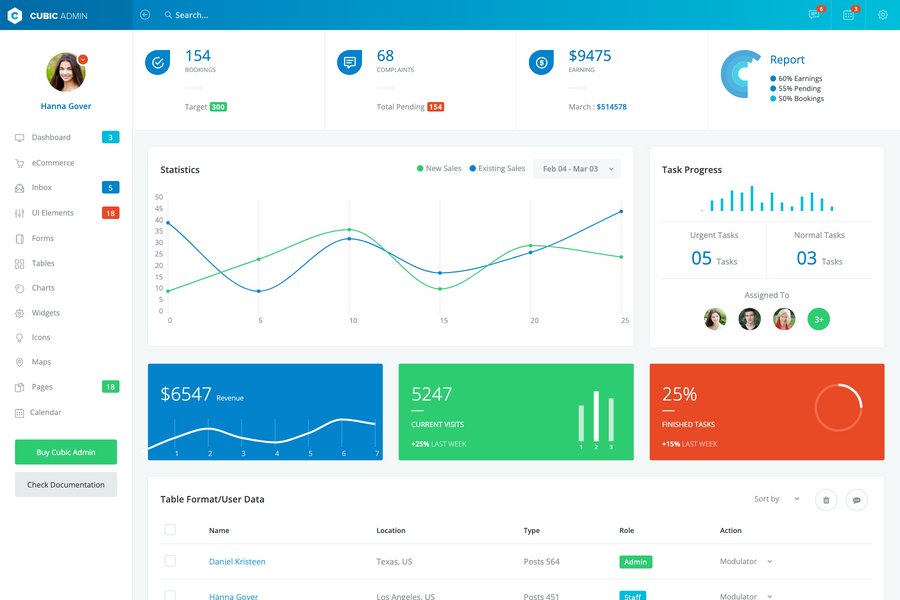 CUBIC ADMIN
Search...
6
3
Hanna Gover
Dashboard 3
eCommerce
Inbox 5
UI Elements 18
Forms
Tables
Charts
Widgets
Icons
Maps
Pages 18
Calendar
Buy Cubic Admin
Check Documentation
154
BOOKINGS
Target 300
68
COMPLAINTS
Total Pending 154
$9475
EARNING
March : $514578
Report
60% Earnings
55% Pending
50% Bookings
Statistics
New Sales Existing Sales Feb 04 - Mar 03
50
45
40
35
30
25
20
15
10
5
0
0 5 10 15 20 25
Task Progress
Urgent Tasks Normal Tasks
05 Tasks 03 Tasks
Assigned To
3+
$6547 Revenue
1 2 3 4 5 6 7
5247
CURRENT VISITS
+25% LAST WEEK
1 2 3
25%
FINISHED TASKS
+15% LAST WEEK
Table Format/User Data
Sort by
Name Location Type Role Action
Daniel Kristeen Texas, US Posts 564 Admin Modulator
Hanna Gover Los Angeles, US Posts 451 Staff Modulator